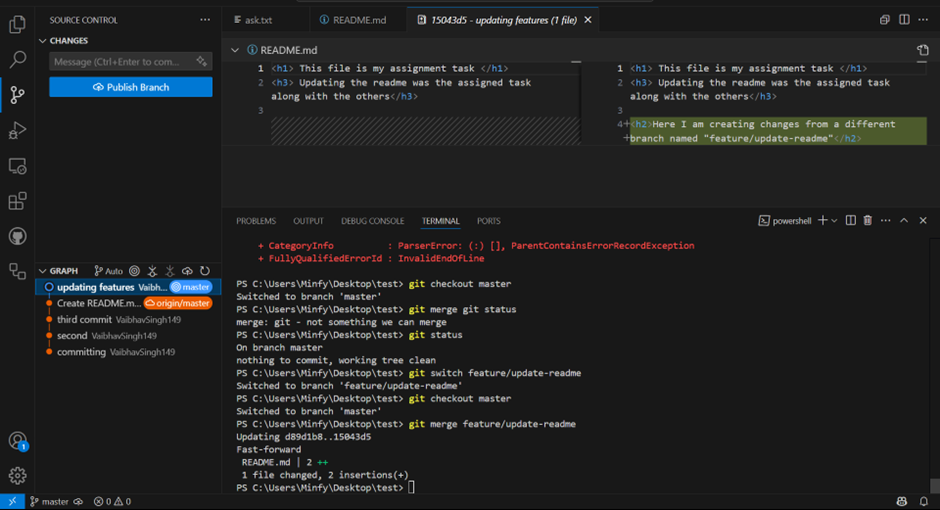 SOURCE CONTROL
ask.txt
README.md
15043d5 - updating features (1 file)
CHANGES
Message (Ctrl+Enter to com...
Publish Branch
README.md
1 <h1> This file is my assignment task </h1>
2 <h3> Updating the readme was the assigned task
along with the others</h3>
3
1 <h1> This file is my assignment task </h1>
2 <h3> Updating the readme was the assigned task
along with the others</h3>
3
4+ <h2>Here I am creating changes from a different
+ branch named "feature/update-readme"</h2>
PROBLEMS
OUTPUT
DEBUG CONSOLE
TERMINAL
PORTS
powershell
+ CategoryInfo : ParserError: (:) [], ParentContainsErrorRecordException
+ FullyQualifiedErrorId : InvalidEndOfLine
PS C:\Users\Minfy\Desktop\test> git checkout master
Switched to branch 'master'
PS C:\Users\Minfy\Desktop\test> git merge git status
merge: git - not something we can merge
PS C:\Users\Minfy\Desktop\test> git status
On branch master
nothing to commit, working tree clean
PS C:\Users\Minfy\Desktop\test> git switch feature/update-readme
Switched to branch 'feature/update-readme'
PS C:\Users\Minfy\Desktop\test> git checkout master
Switched to branch 'master'
PS C:\Users\Minfy\Desktop\test> git merge feature/update-readme
Updating d89d1b8..15043d5
Fast-forward
README.md | 2 ++
1 file changed, 2 insertions(+)
PS C:\Users\Minfy\Desktop\test>
GRAPH
Auto
updating features Vaibh... master
Create README.m... origin/master
third commit VaibhavSingh149
second VaibhavSingh149
committing VaibhavSingh149
1
master
0 0